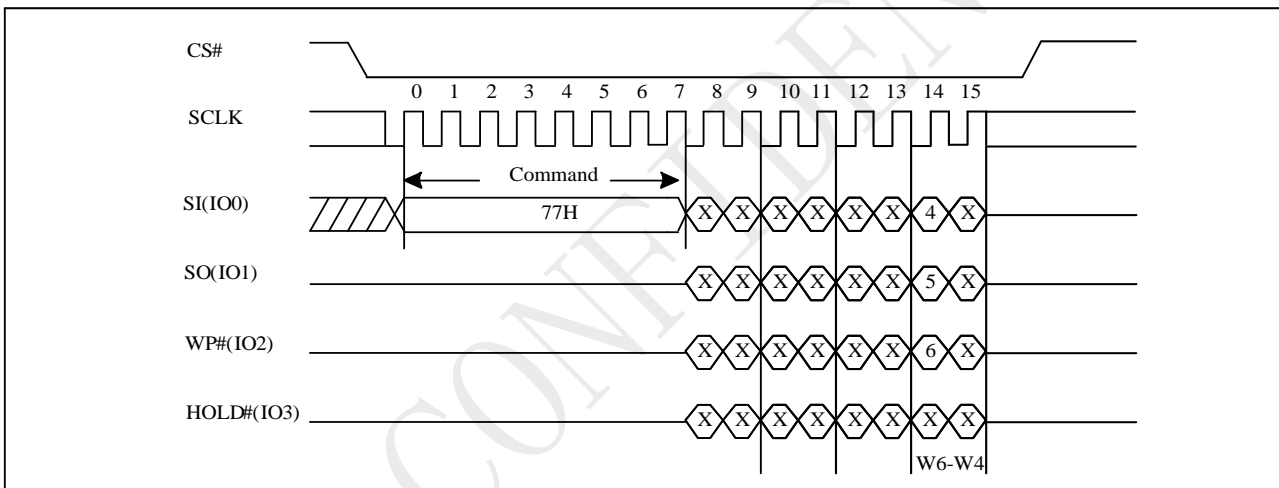 CS#
0 1 2 3 4 5 6 7 8 9 10 11 12 13 14 15
SCLK
Command
SI(IO0) 77H X X X X X X 4 X
SO(IO1) X X X X X X 5 X
WP#(IO2) X X X X X X 6 X
HOLD#(IO3) X X X X X X X X
W6-W4
CONFIDEN